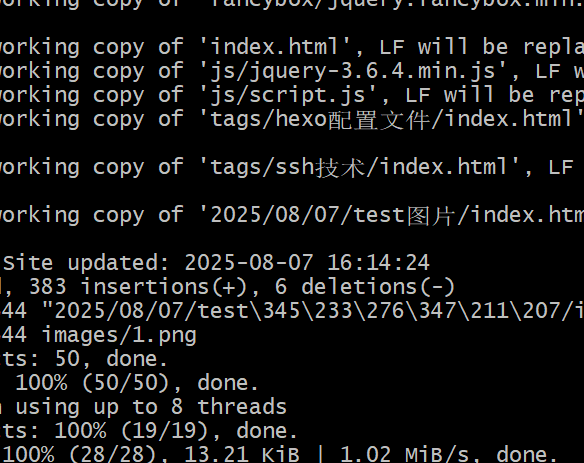 fancybox/jquery.fancybox.min.
working copy of 'index.html', LF will be repla
working copy of 'js/jquery-3.6.4.min.js', LF w
working copy of 'js/script.js', LF will be rep
working copy of 'tags/hexo配置文件/index.html'
working copy of 'tags/ssh技术/index.html', LF
working copy of '2025/08/07/test图片/index.htm
Site updated: 2025-08-07 16:14:24
, 383 insertions(+), 6 deletions(-)
44 "2025/08/07/test\345\233\276\347\211\207/i
44 images/1.png
ts: 50, done.
100% (50/50), done.
using up to 8 threads
ts: 100% (19/19), done.
100% (28/28), 13.21 KiB | 1.02 MiB/s, done.